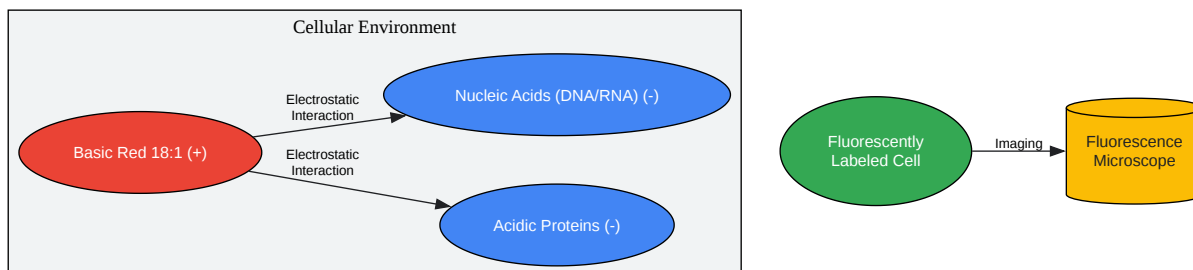 Cellular Environment
Electrostatic
Interaction
Nucleic Acids (DNA/RNA) (-)
Basic Red 18:1 (+)
Electrostatic
Interaction
Acidic Proteins (-)
Fluorescently
Labeled Cell
Imaging
Fluorescence
Microscope